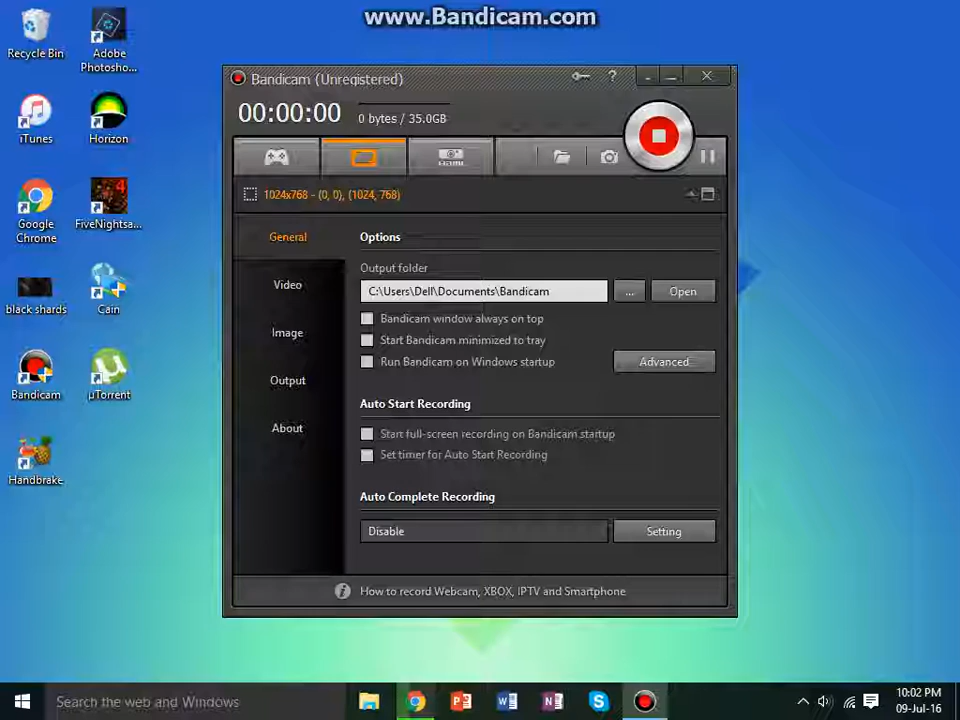 www.Bandicam.com
Recycle Bin
Adobe
Photosho...
iTunes
Horizon
Google
Chrome
4
FiveNightsa...
black shards
Cain
Bandicam
µTorrent
Handbrake
Bandicam (Unregistered)
?
00:00:00
0 bytes / 35.0GB
HDMI
1024x768 - (0, 0), (1024, 768)
General
Video
Image
Output
About
Options
Output folder
C:\Users\Dell\Documents\Bandicam
...
Open
Bandicam window always on top
Start Bandicam minimized to tray
Run Bandicam on Windows startup
Advanced
Auto Start Recording
Start full-screen recording on Bandicam startup
Set timer for Auto Start Recording
Auto Complete Recording
Disable
Setting
How to record Webcam, XBOX, IPTV and Smartphone
Search the web and Windows
10:02 PM
09-Jul-16